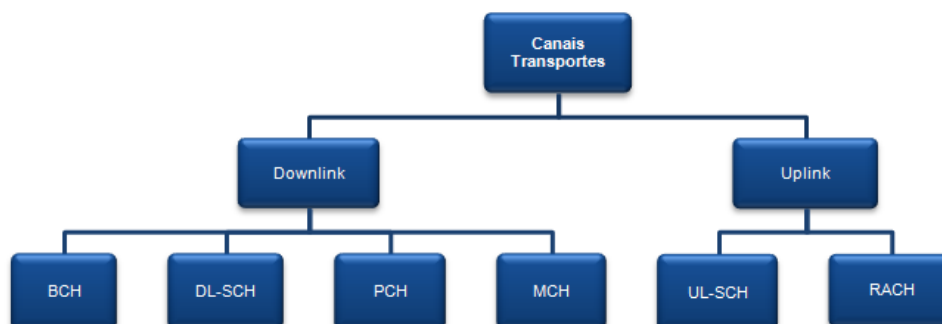 Canais
Transportes
Downlink
Uplink
BCH
DL-SCH
PCH
MCH
UL-SCH
RACH